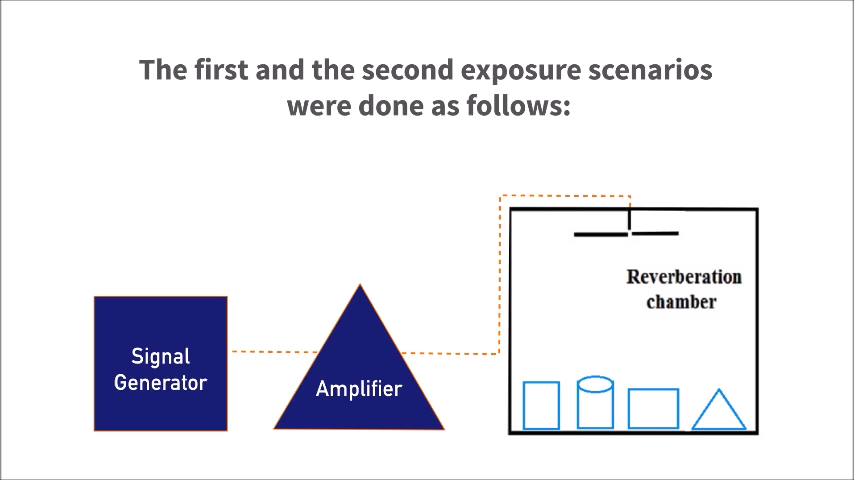 The first and the second exposure scenarios
were done as follows:
Reverberation
chamber
Signal
Generator
Amplifier